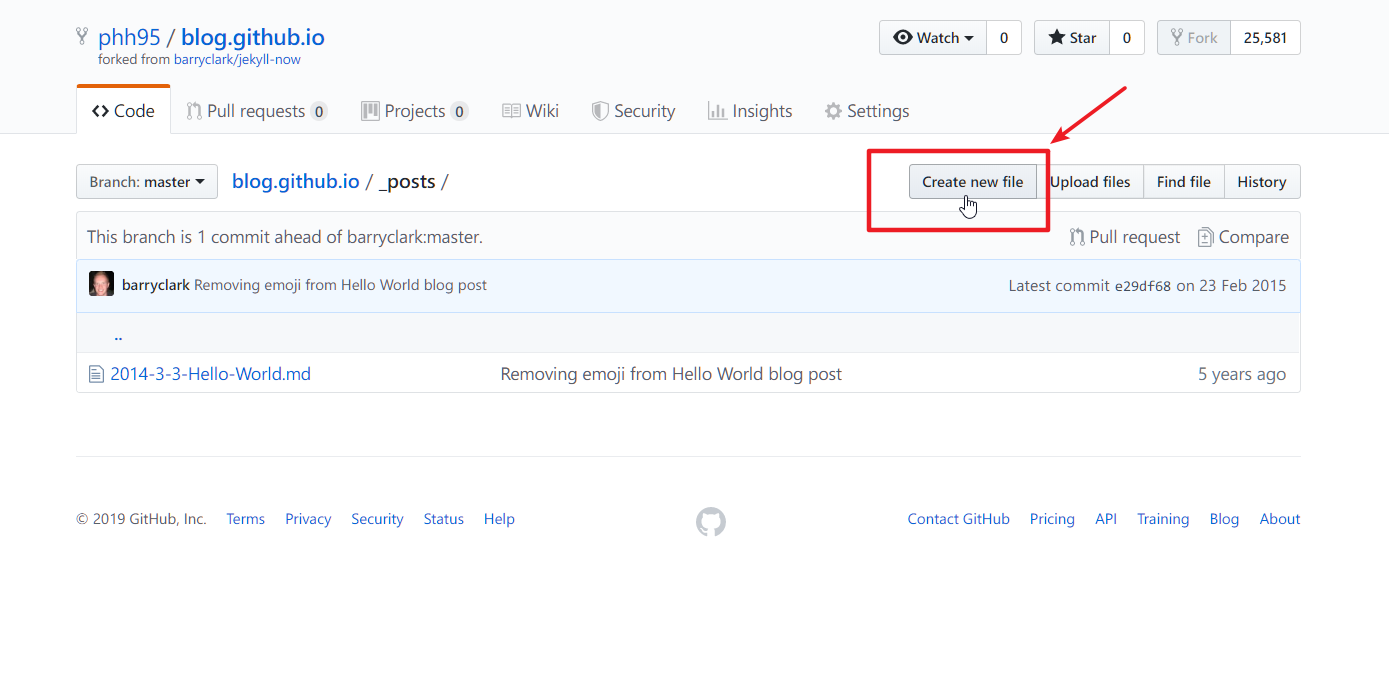 phh95 / blog.github.io
forked from barryclark/jekyll-now
Watch 0 Star 0 Fork 25,581
Code Pull requests 0 Projects 0 Wiki Security Insights Settings
Branch: master blog.github.io / _posts / Create new file Upload files Find file History
This branch is 1 commit ahead of barryclark:master. Pull request Compare
barryclark Removing emoji from Hello World blog post Latest commit e29df68 on 23 Feb 2015
..
2014-3-3-Hello-World.md Removing emoji from Hello World blog post 5 years ago
© 2019 GitHub, Inc. Terms Privacy Security Status Help Contact GitHub Pricing API Training Blog About